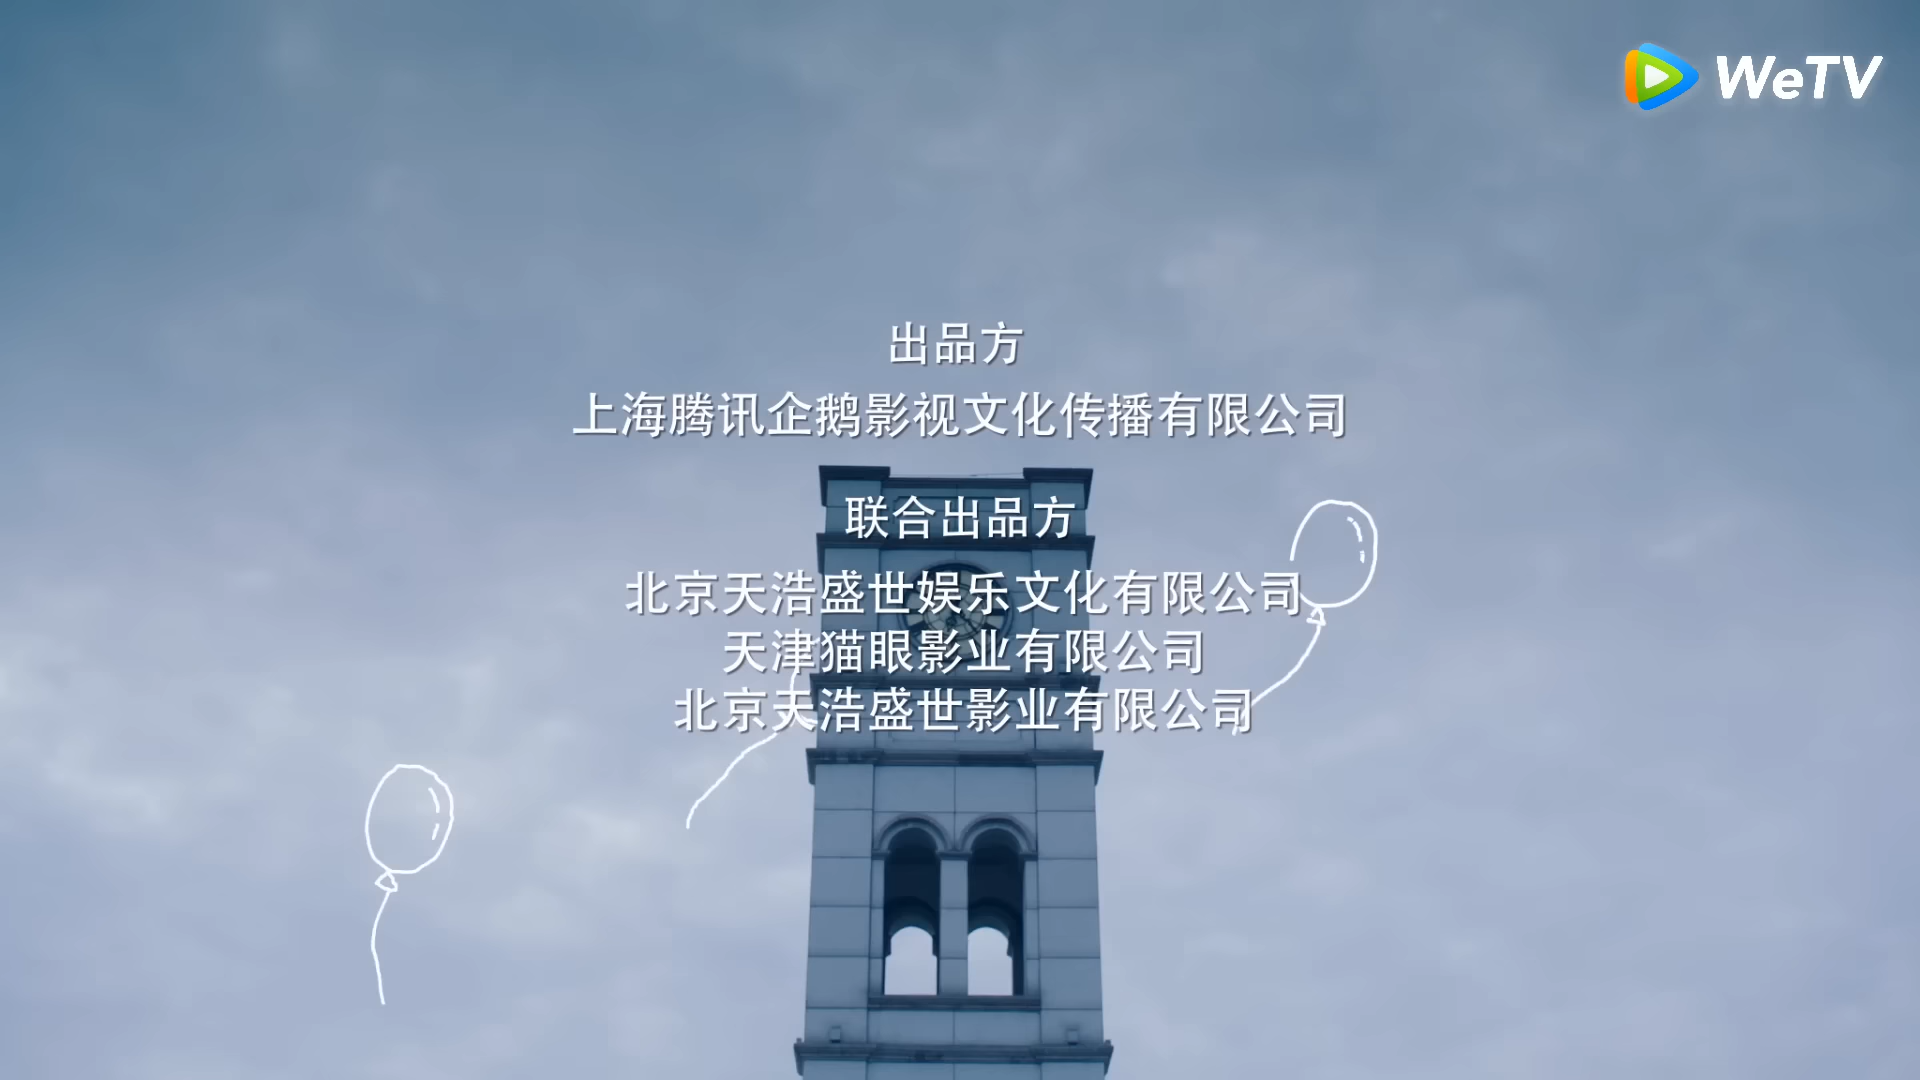 WeTV
出品方
上海腾讯企鹅影视文化传播有限公司
联合出品方
北京天浩盛世娱乐文化有限公司
天津猫眼影业有限公司
北京天浩盛世影业有限公司